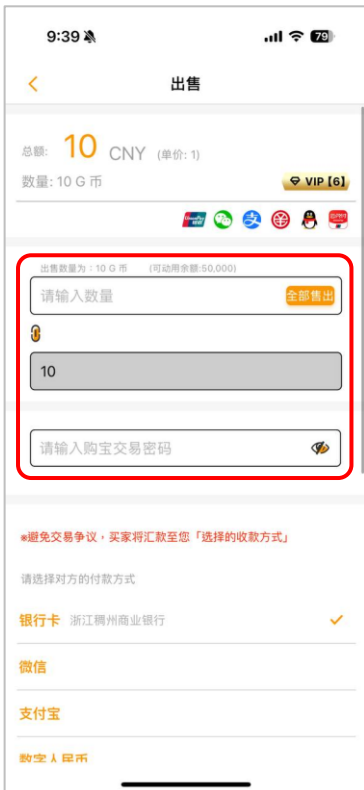 9:39 79
出售
总额: 10 CNY (单价: 1)
数量: 10 G 币 VIP [6]
出售数量为：10 G 币 (可动用余额:50,000)
请输入数量 全部售出
10
请输入购宝交易密码
*避免交易争议，买家将汇款至您「选择的收款方式」
请选择对方的付款方式
银行卡 浙江稠州商业银行
微信
支付宝
数字人民币